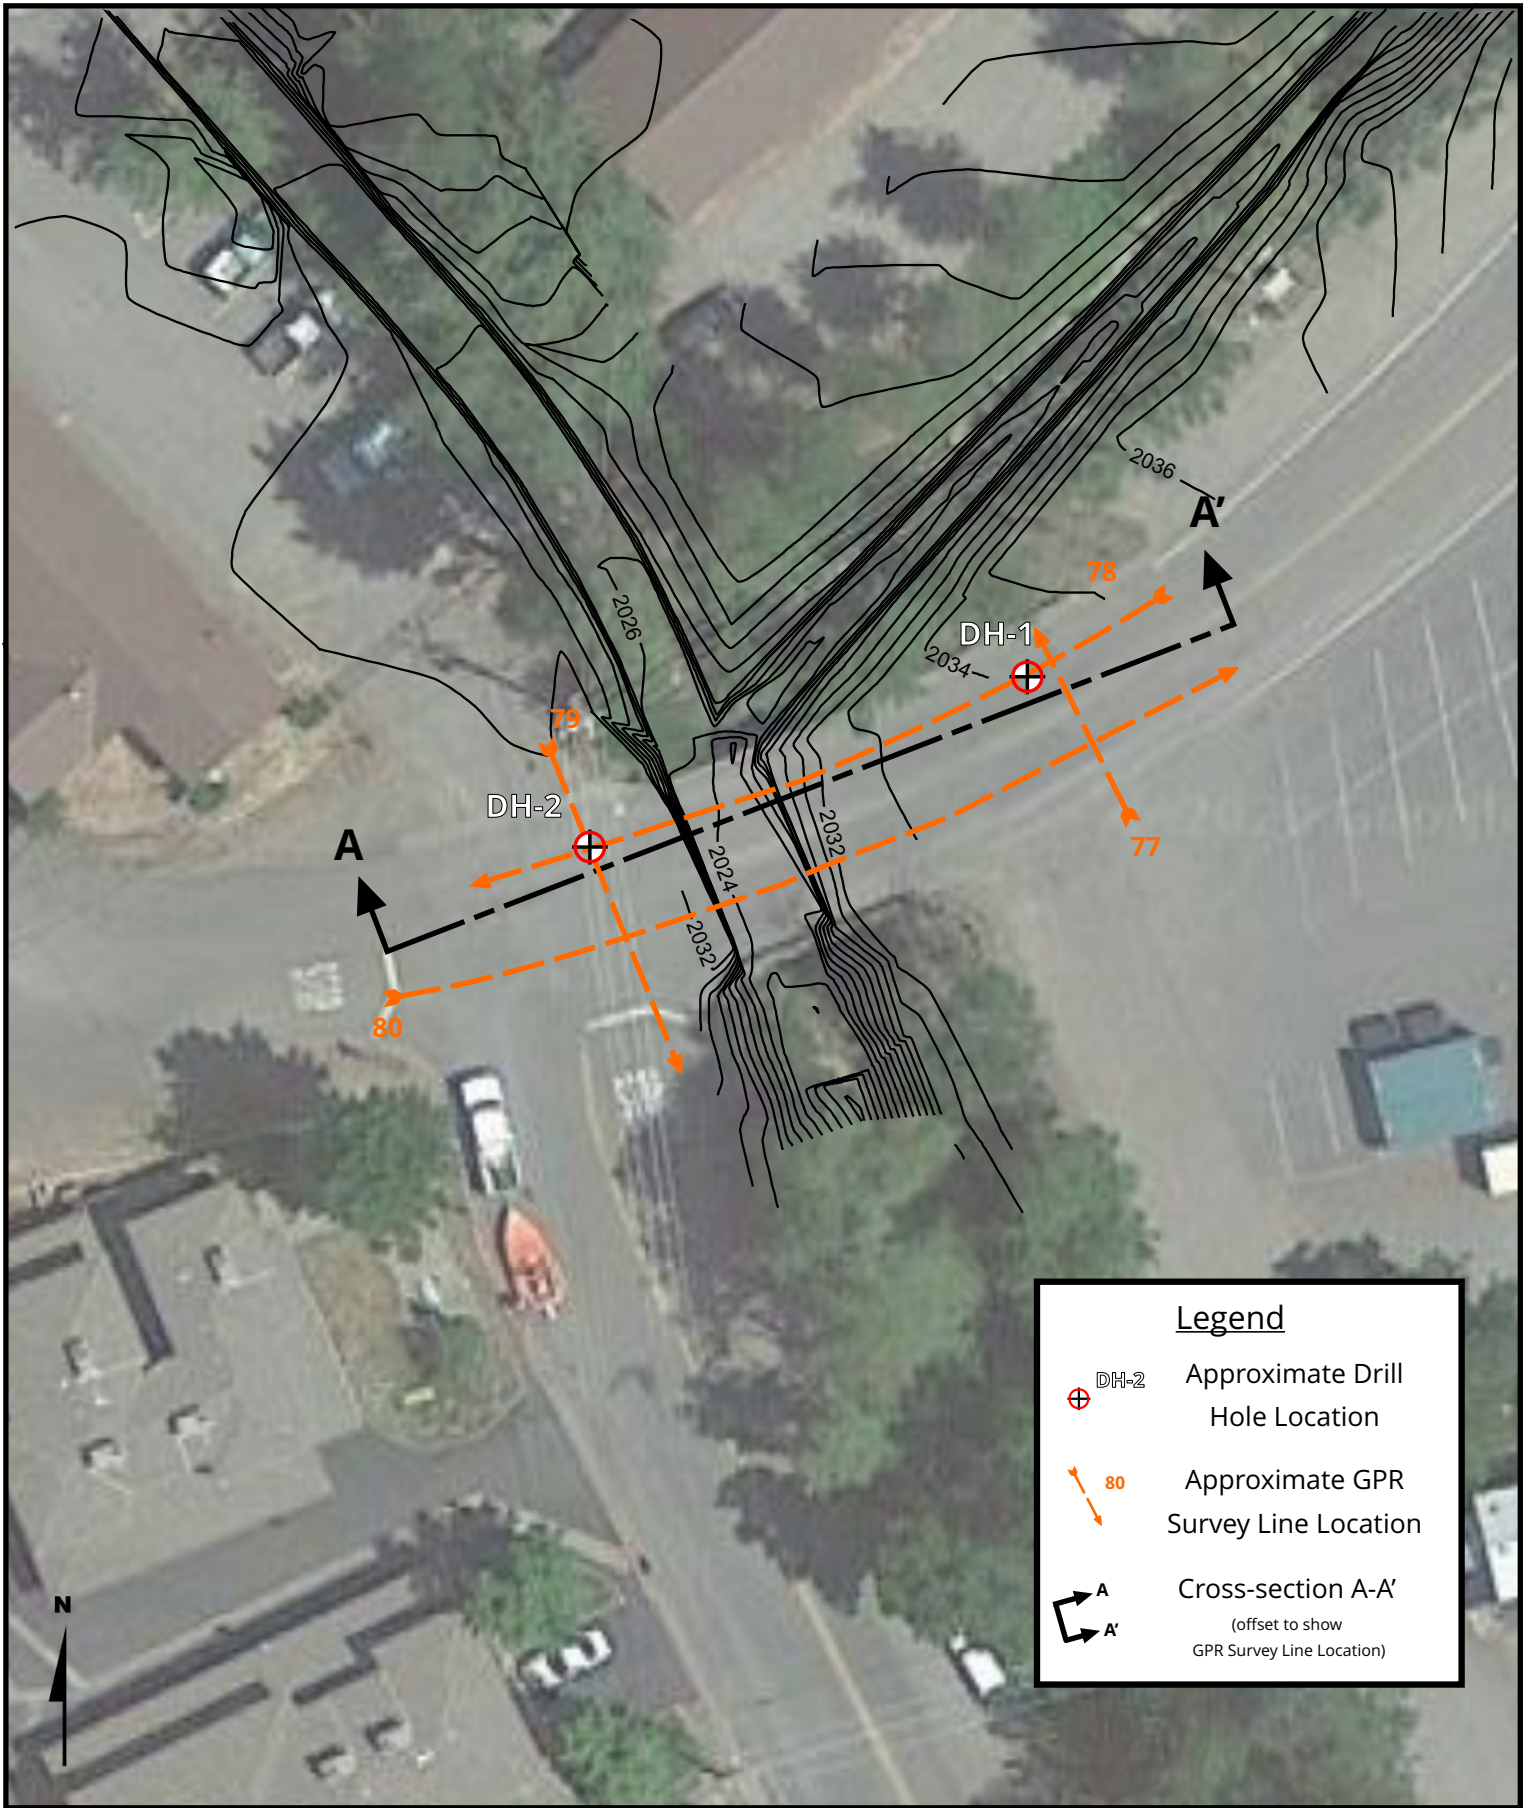 2036
A’
78
DH-1
2026
2034
79
DH-2
2032
77
A
2024
2032
80
Legend
DH-2
Approximate Drill
Hole Location
80
Approximate GPR
Survey Line Location
A
Cross-section A-A’
A’
(offset to show
GPR Survey Line Location)
N